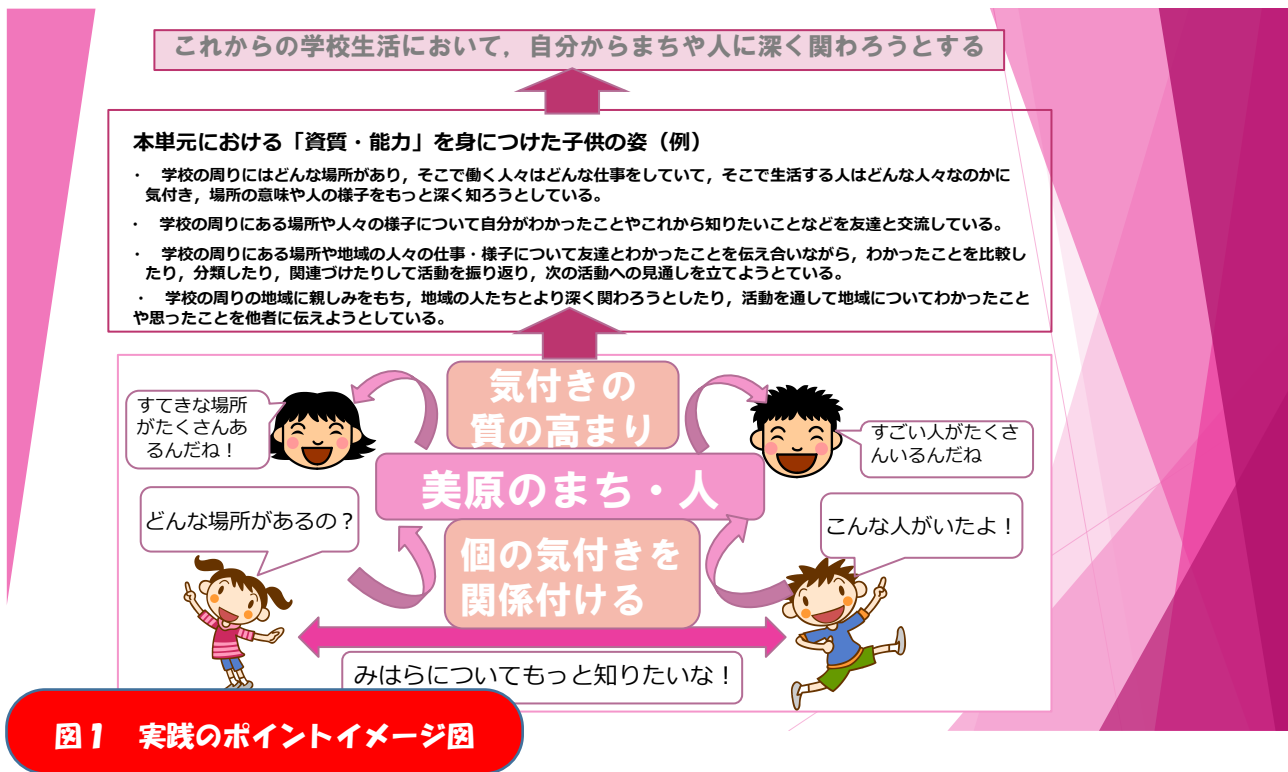 これからの学校生活において，自分からまちや人に深く関わろうとする
本単元における「資質・能力」を身につけた子供の姿（例）
・　学校の周りにはどんな場所があり，そこで働く人々はどんな仕事をしていて，そこで生活する人はどんな人々なのかに
気付き，場所の意味や人の様子をもっと深く知ろうとしている。
・　学校の周りにある場所や人々の様子について自分がわかったことやこれから知りたいことなどを友達と交流している。
・　学校の周りにある場所や地域の人々の仕事・様子について友達とわかったことを伝え合いながら，わかったことを比較し
たり，分類したり，関連づけたりして活動を振り返り，次の活動への見通しを立てようとている。
・　学校の周りの地域に親しみをもち，地域の人たちとより深く関わろうとしたり，活動を通して地域についてわかったこと
や思ったことを他者に伝えようとしている。
気付きの
質の高まり
すてきな場所
がたくさんあ
るんだね！
すごい人がたくさ
んいるんだね
美原のまち・人
どんな場所があるの？
こんな人がいたよ！
個の気付きを
関係付ける
みはらについてもっと知りたいな！
図１　実践のポイントイメージ図